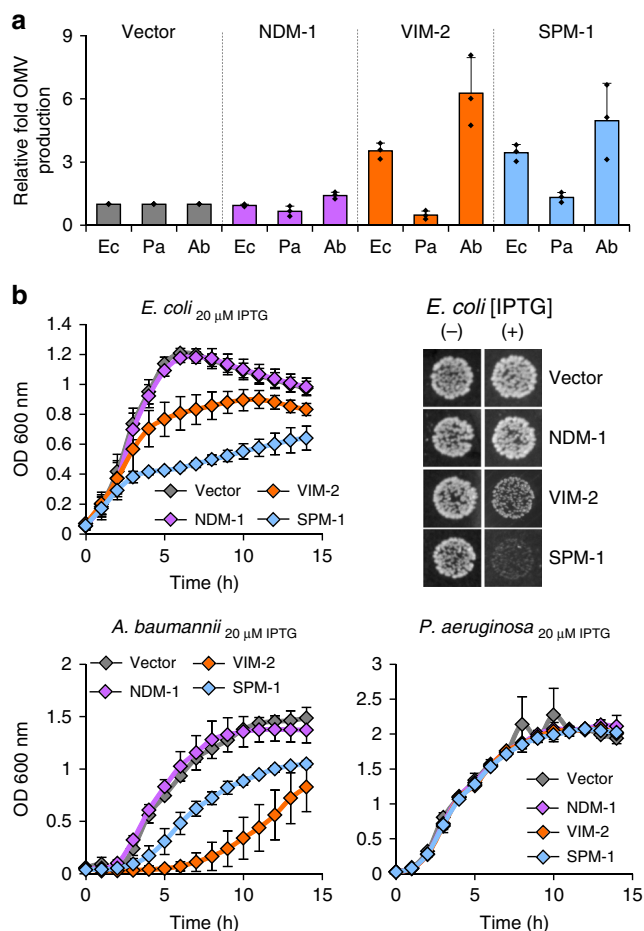 a
Vector NDM-1 VIM-2 SPM-1
Relative fold OMV
production
9
6
3
0
Ec Pa Ab Ec Pa Ab Ec Pa Ab Ec Pa Ab
b
E. coli 20 μM IPTG
OD 600 nm
1.4
1.2
1
0.8
0.6
0.4
0.2
0
Vector VIM-2
NDM-1 SPM-1
0 5 10 15
Time (h)
E. coli [IPTG]
(–) (+)
Vector
NDM-1
VIM-2
SPM-1
A. baumannii 20 μM IPTG
OD 600 nm
2
1.5
1
0.5
0
Vector VIM-2
NDM-1 SPM-1
0 5 10 15
Time (h)
P. aeruginosa 20 μM IPTG
3
2.5
2
1.5
1
0.5
0
Vector
NDM-1
VIM-2
SPM-1
0 5 10 15
Time (h)